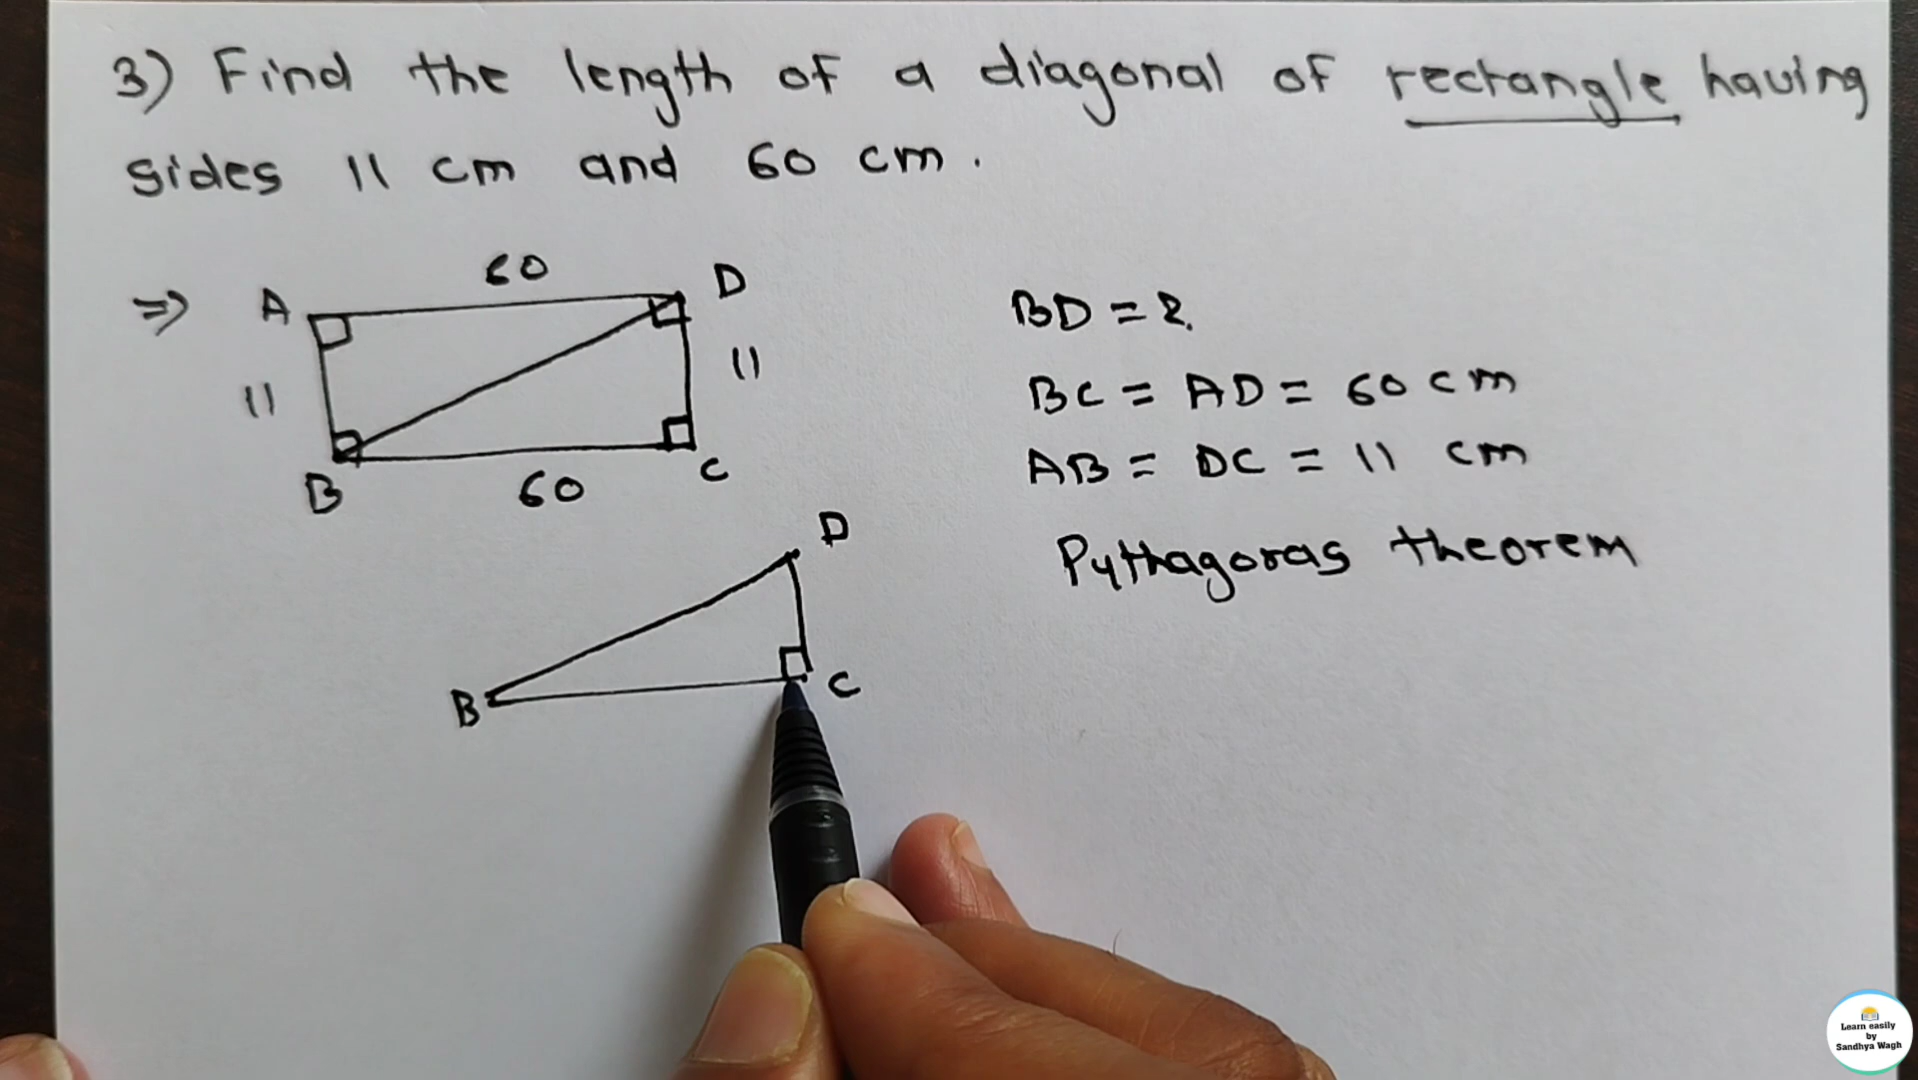 3) Find the length of a diagonal of rectangle having
sides 11 cm and 60 cm.
⇒ A 60 D
11 11
B 60 C
BD = ?
BC = AD = 60 cm
AB = DC = 11 cm
Pythagoras theorem
D
B C
Learn easily
by
Sandhya Wagh